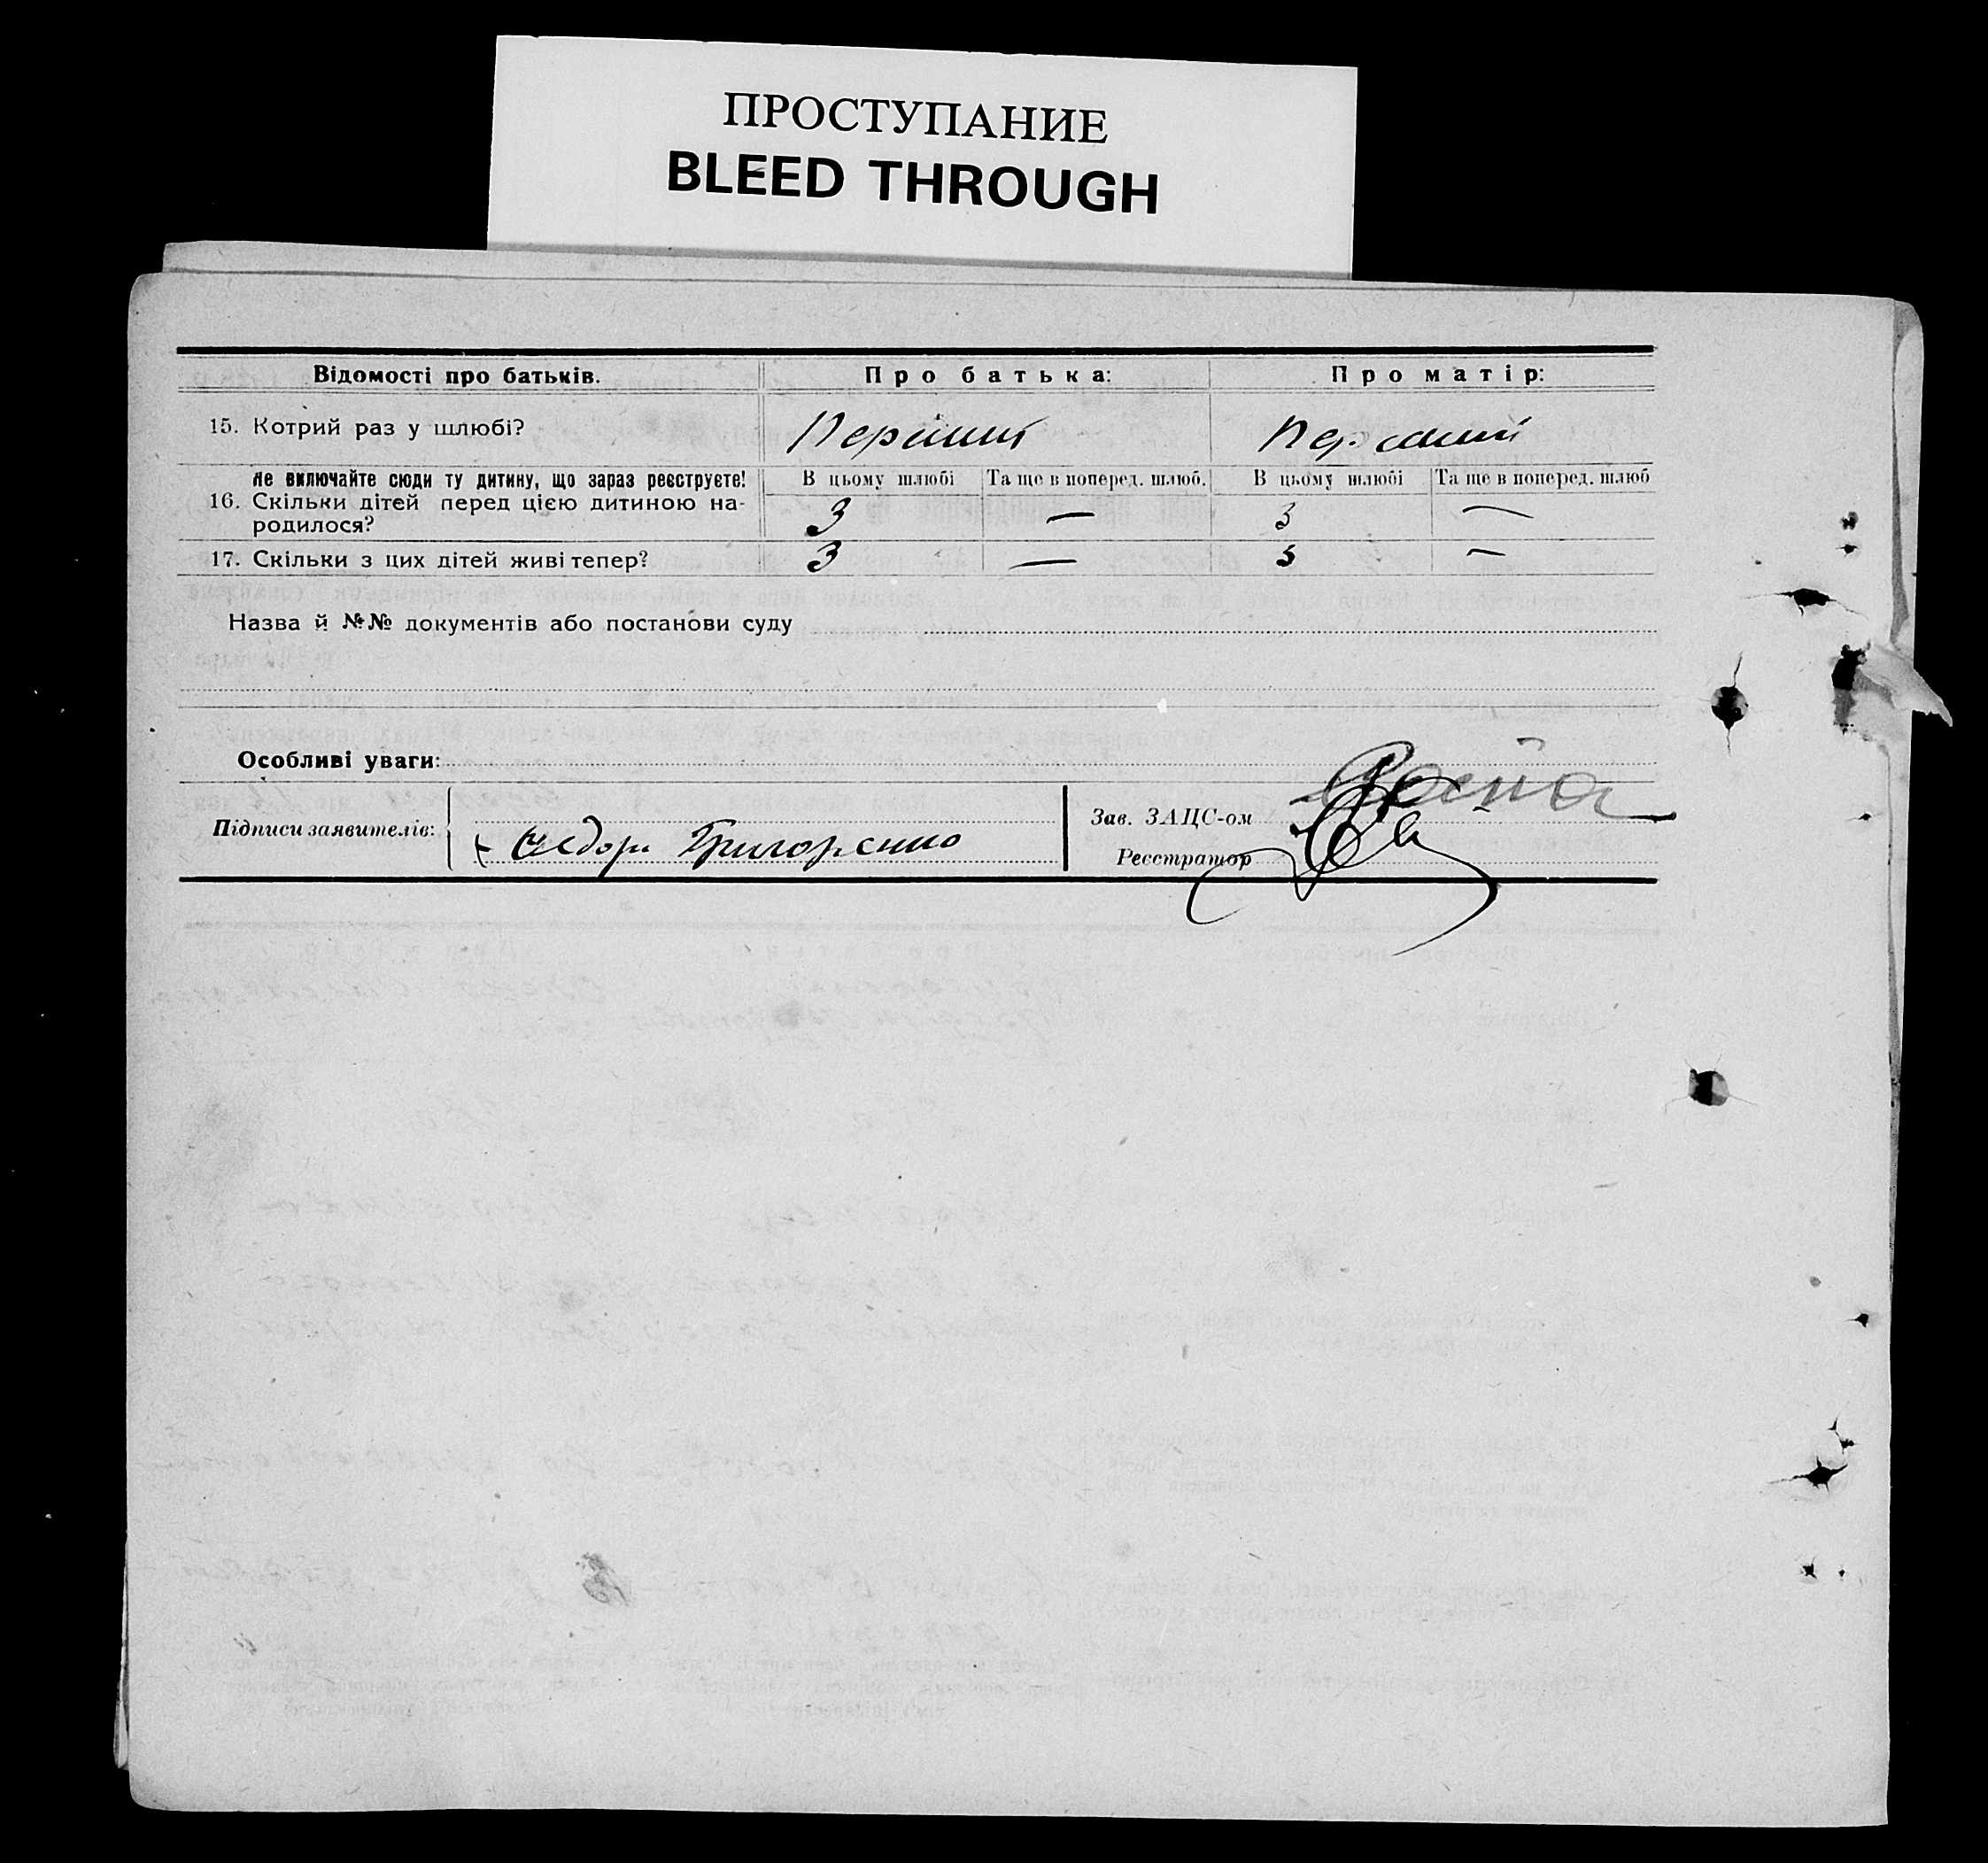 ПРОСТУПАНИЕ
BLEED THROUGH
Відомості про батьків. Про батька: Про матір:
15. Котрий раз у шлюбі? Перший Перший
Не включайте сюди ту дитину, що зараз реєструєте! В цьому шлюбі Та ще в поперед. шлюб. В цьому шлюбі Та ще в поперед. шлюб
16. Скільки дітей перед цією дитиною на-
родилося? 3 — 3 —
17. Скільки з цих дітей живі тепер? 3 — 3 —
Назва й №№ документів або постанови суду
Особливі уваги:
Підписи заявителів: Григоренко
Зав. ЗАЦС-ом
Реєстратор